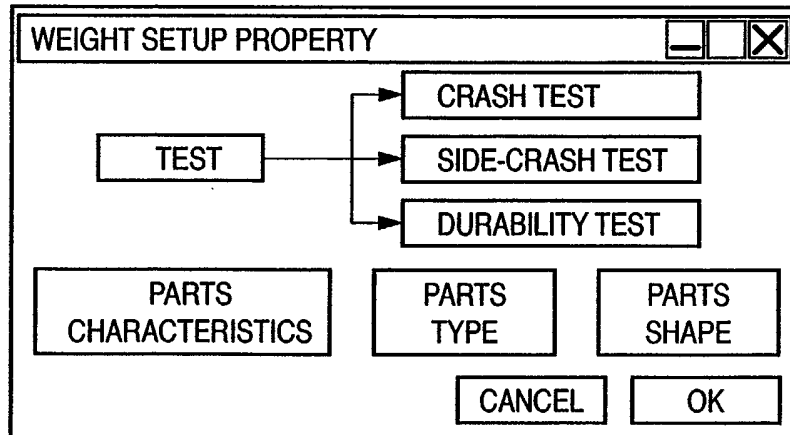 WEIGHT SETUP PROPERTY
CRASH TEST
TEST
SIDE-CRASH TEST
DURABILITY TEST
PARTS
CHARACTERISTICS
PARTS
TYPE
PARTS
SHAPE
CANCEL
OK